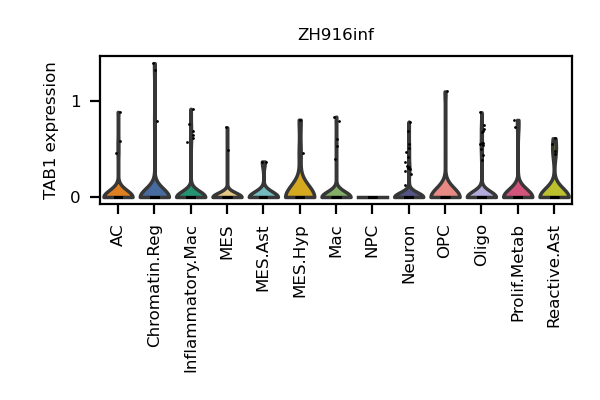 ZH916inf
TAB1 expression
1
0
AC
Chromatin.Reg
Inflammatory.Mac
MES
MES.Ast
MES.Hyp
Mac
NPC
Neuron
OPC
Oligo
Prolif.Metab
Reactive.Ast